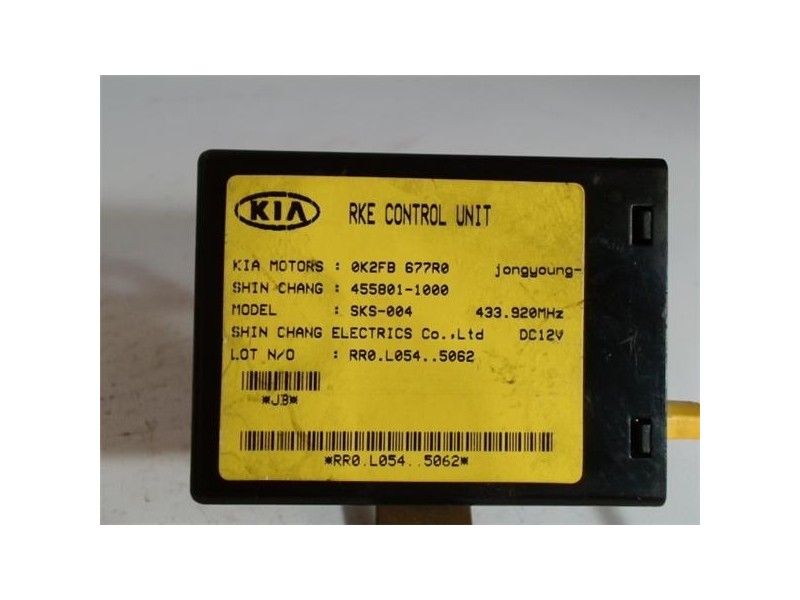 KIA RKE CONTROL UNIT
KIA MOTORS : 0K2FB 677R0 jongyoung-
SHIN CHANG : 455801-1000
MODEL : SKS-004 433.920MHz
SHIN CHANG ELECTRICS Co.,Ltd DC12V
LOT N/O : RR0.L054..5062
*JB*
*RR0.L054..5062*